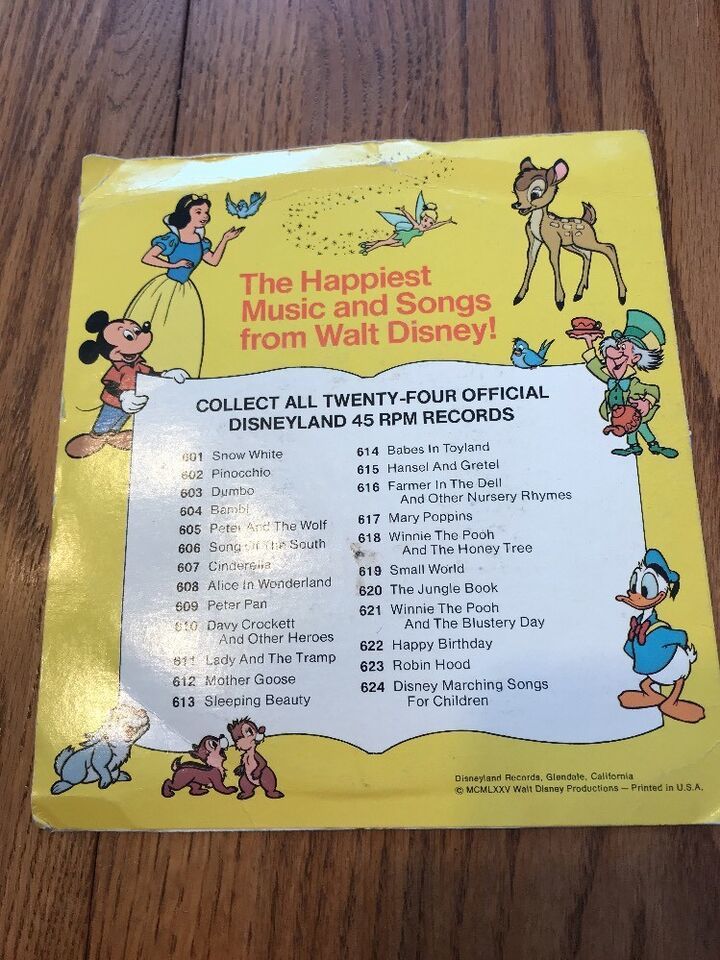 The Happiest
Music and Songs
from Walt Disney!
COLLECT ALL TWENTY-FOUR OFFICIAL
DISNEYLAND 45 RPM RECORDS
601 Snow White
602 Pinocchio
603 Dumbo
604 Bambi
605 Peter And The Wolf
606 Song Of The South
607 Cinderella
608 Alice In Wonderland
609 Peter Pan
610 Davy Crockett
And Other Heroes
611 Lady And The Tramp
612 Mother Goose
613 Sleeping Beauty
614 Babes In Toyland
615 Hansel And Gretel
616 Farmer In The Dell
And Other Nursery Rhymes
617 Mary Poppins
618 Winnie The Pooh
And The Honey Tree
619 Small World
620 The Jungle Book
621 Winnie The Pooh
And The Blustery Day
622 Happy Birthday
623 Robin Hood
624 Disney Marching Songs
For Children
Disneyland Records, Glendale, California
© MCMLXXV Walt Disney Productions — Printed in U.S.A.